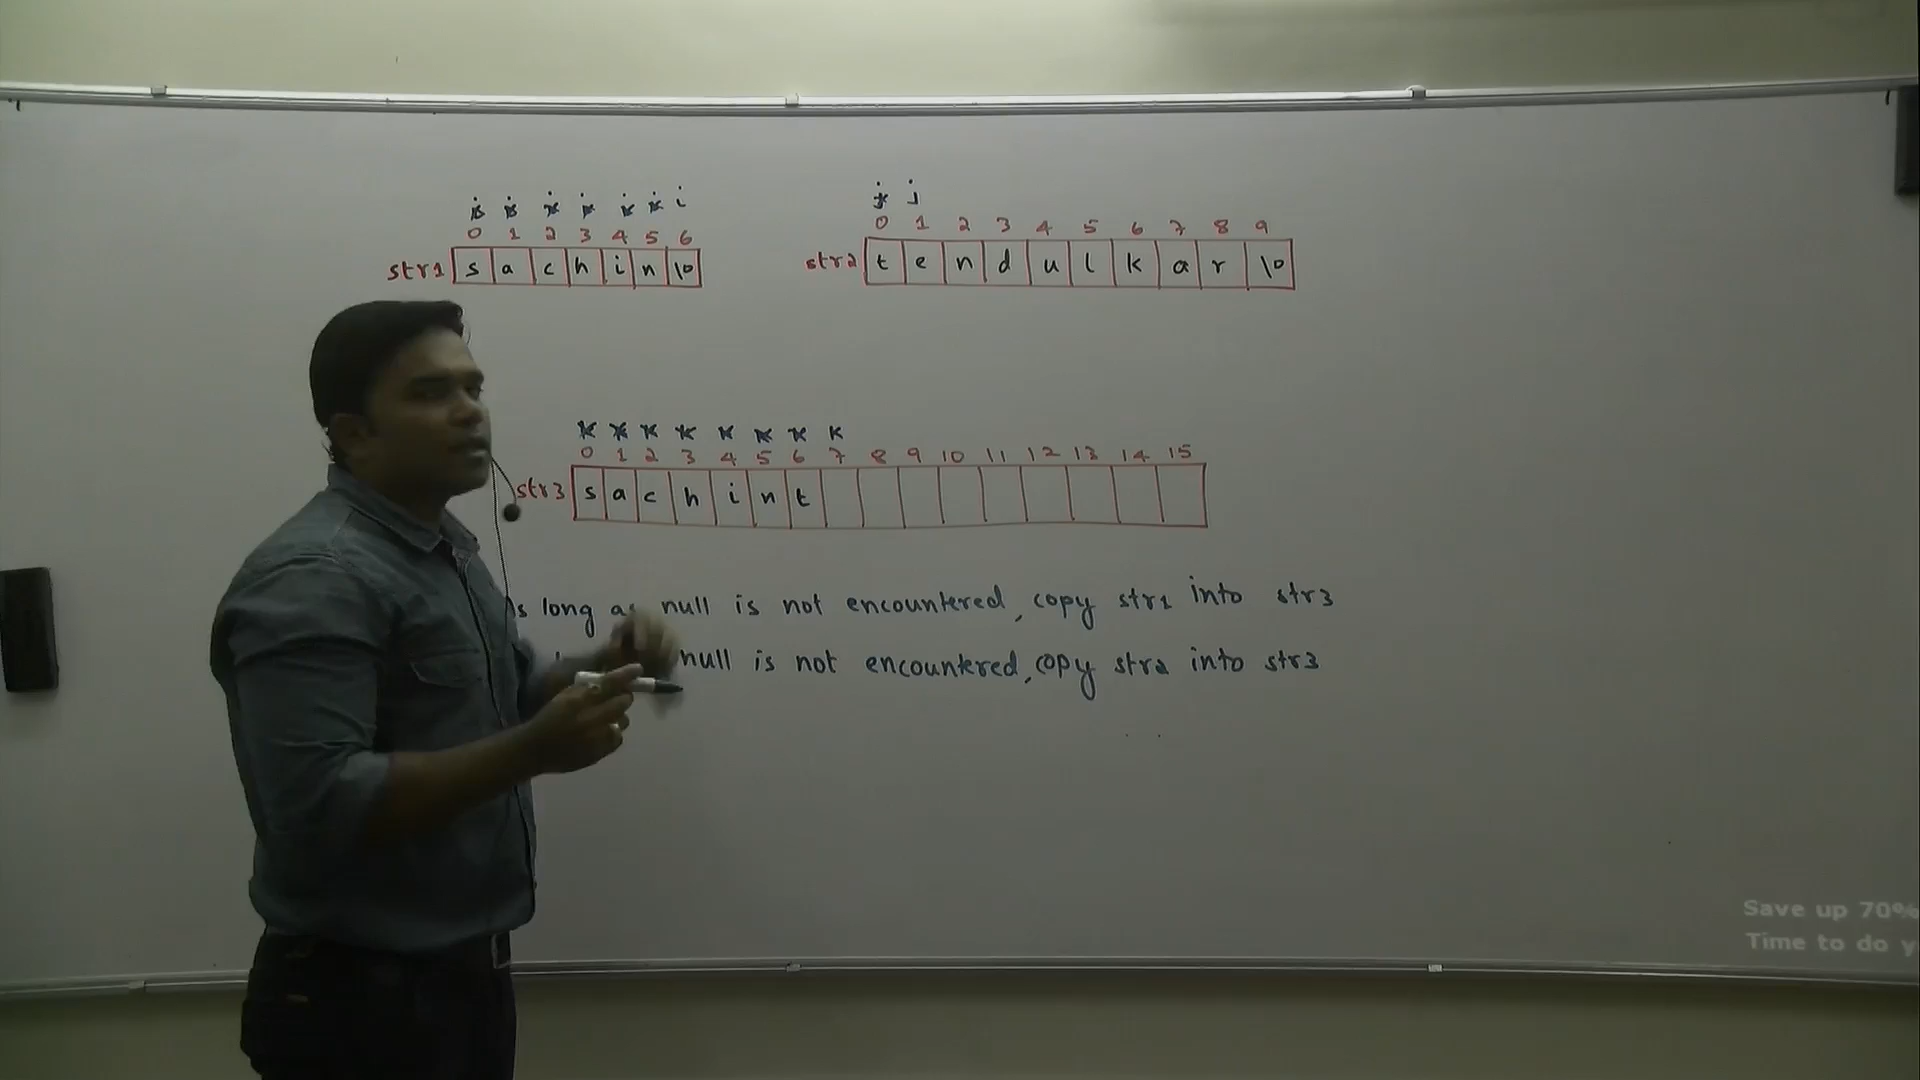 i i i i i i i
0 1 2 3 4 5 6
str1 s a c h i n \0
j j
0 1 2 3 4 5 6 7 8 9
str2 t e n d u l k a r \0
k k k k k k k k
0 1 2 3 4 5 6 7 8 9 10 11 12 13 14 15
str3 s a c h i n t
s long as null is not encountered, copy str1 into str3
null is not encountered, copy str2 into str3
Save up 70%
Time to do y